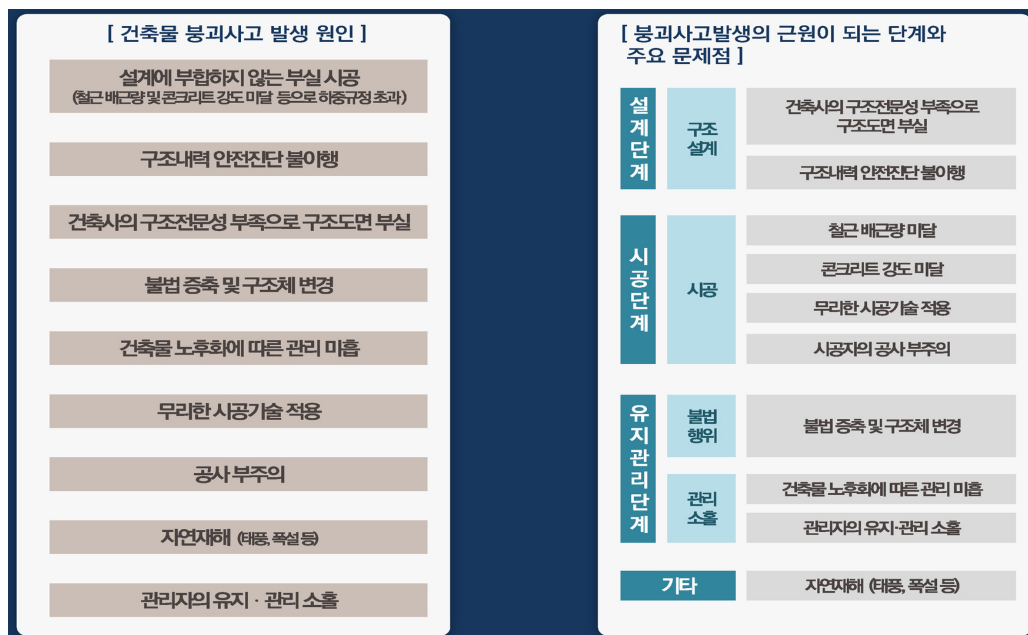 [ 건축물 붕괴사고 발생 원인 ]
설계에 부합하지 않는 부실 시공
(철근 배근량 및 콘크리트 강도 미달 등으로 하중규정 초과)
구조내력 안전진단 불이행
건축사의 구조전문성 부족으로 구조도면 부실
불법 증축 및 구조체 변경
건축물 노후화에 따른 관리 미흡
무리한 시공기술 적용
공사 부주의
자연재해 (태풍, 폭설 등)
관리자의 유지 · 관리 소홀
[ 붕괴사고발생의 근원이 되는 단계와
주요 문제점 ]
설계단계
구조
설계
건축사의 구조전문성 부족으로
구조도면 부실
구조내력 안전진단 불이행
시공단계
시공
철근 배근량 미달
콘크리트 강도 미달
무리한 시공기술 적용
시공자의 공사 부주의
유지관리단계
불법
행위
불법 증축 및 구조체 변경
관리
소홀
건축물 노후화에 따른 관리 미흡
관리자의 유지·관리 소홀
기타
자연재해 (태풍, 폭설 등)